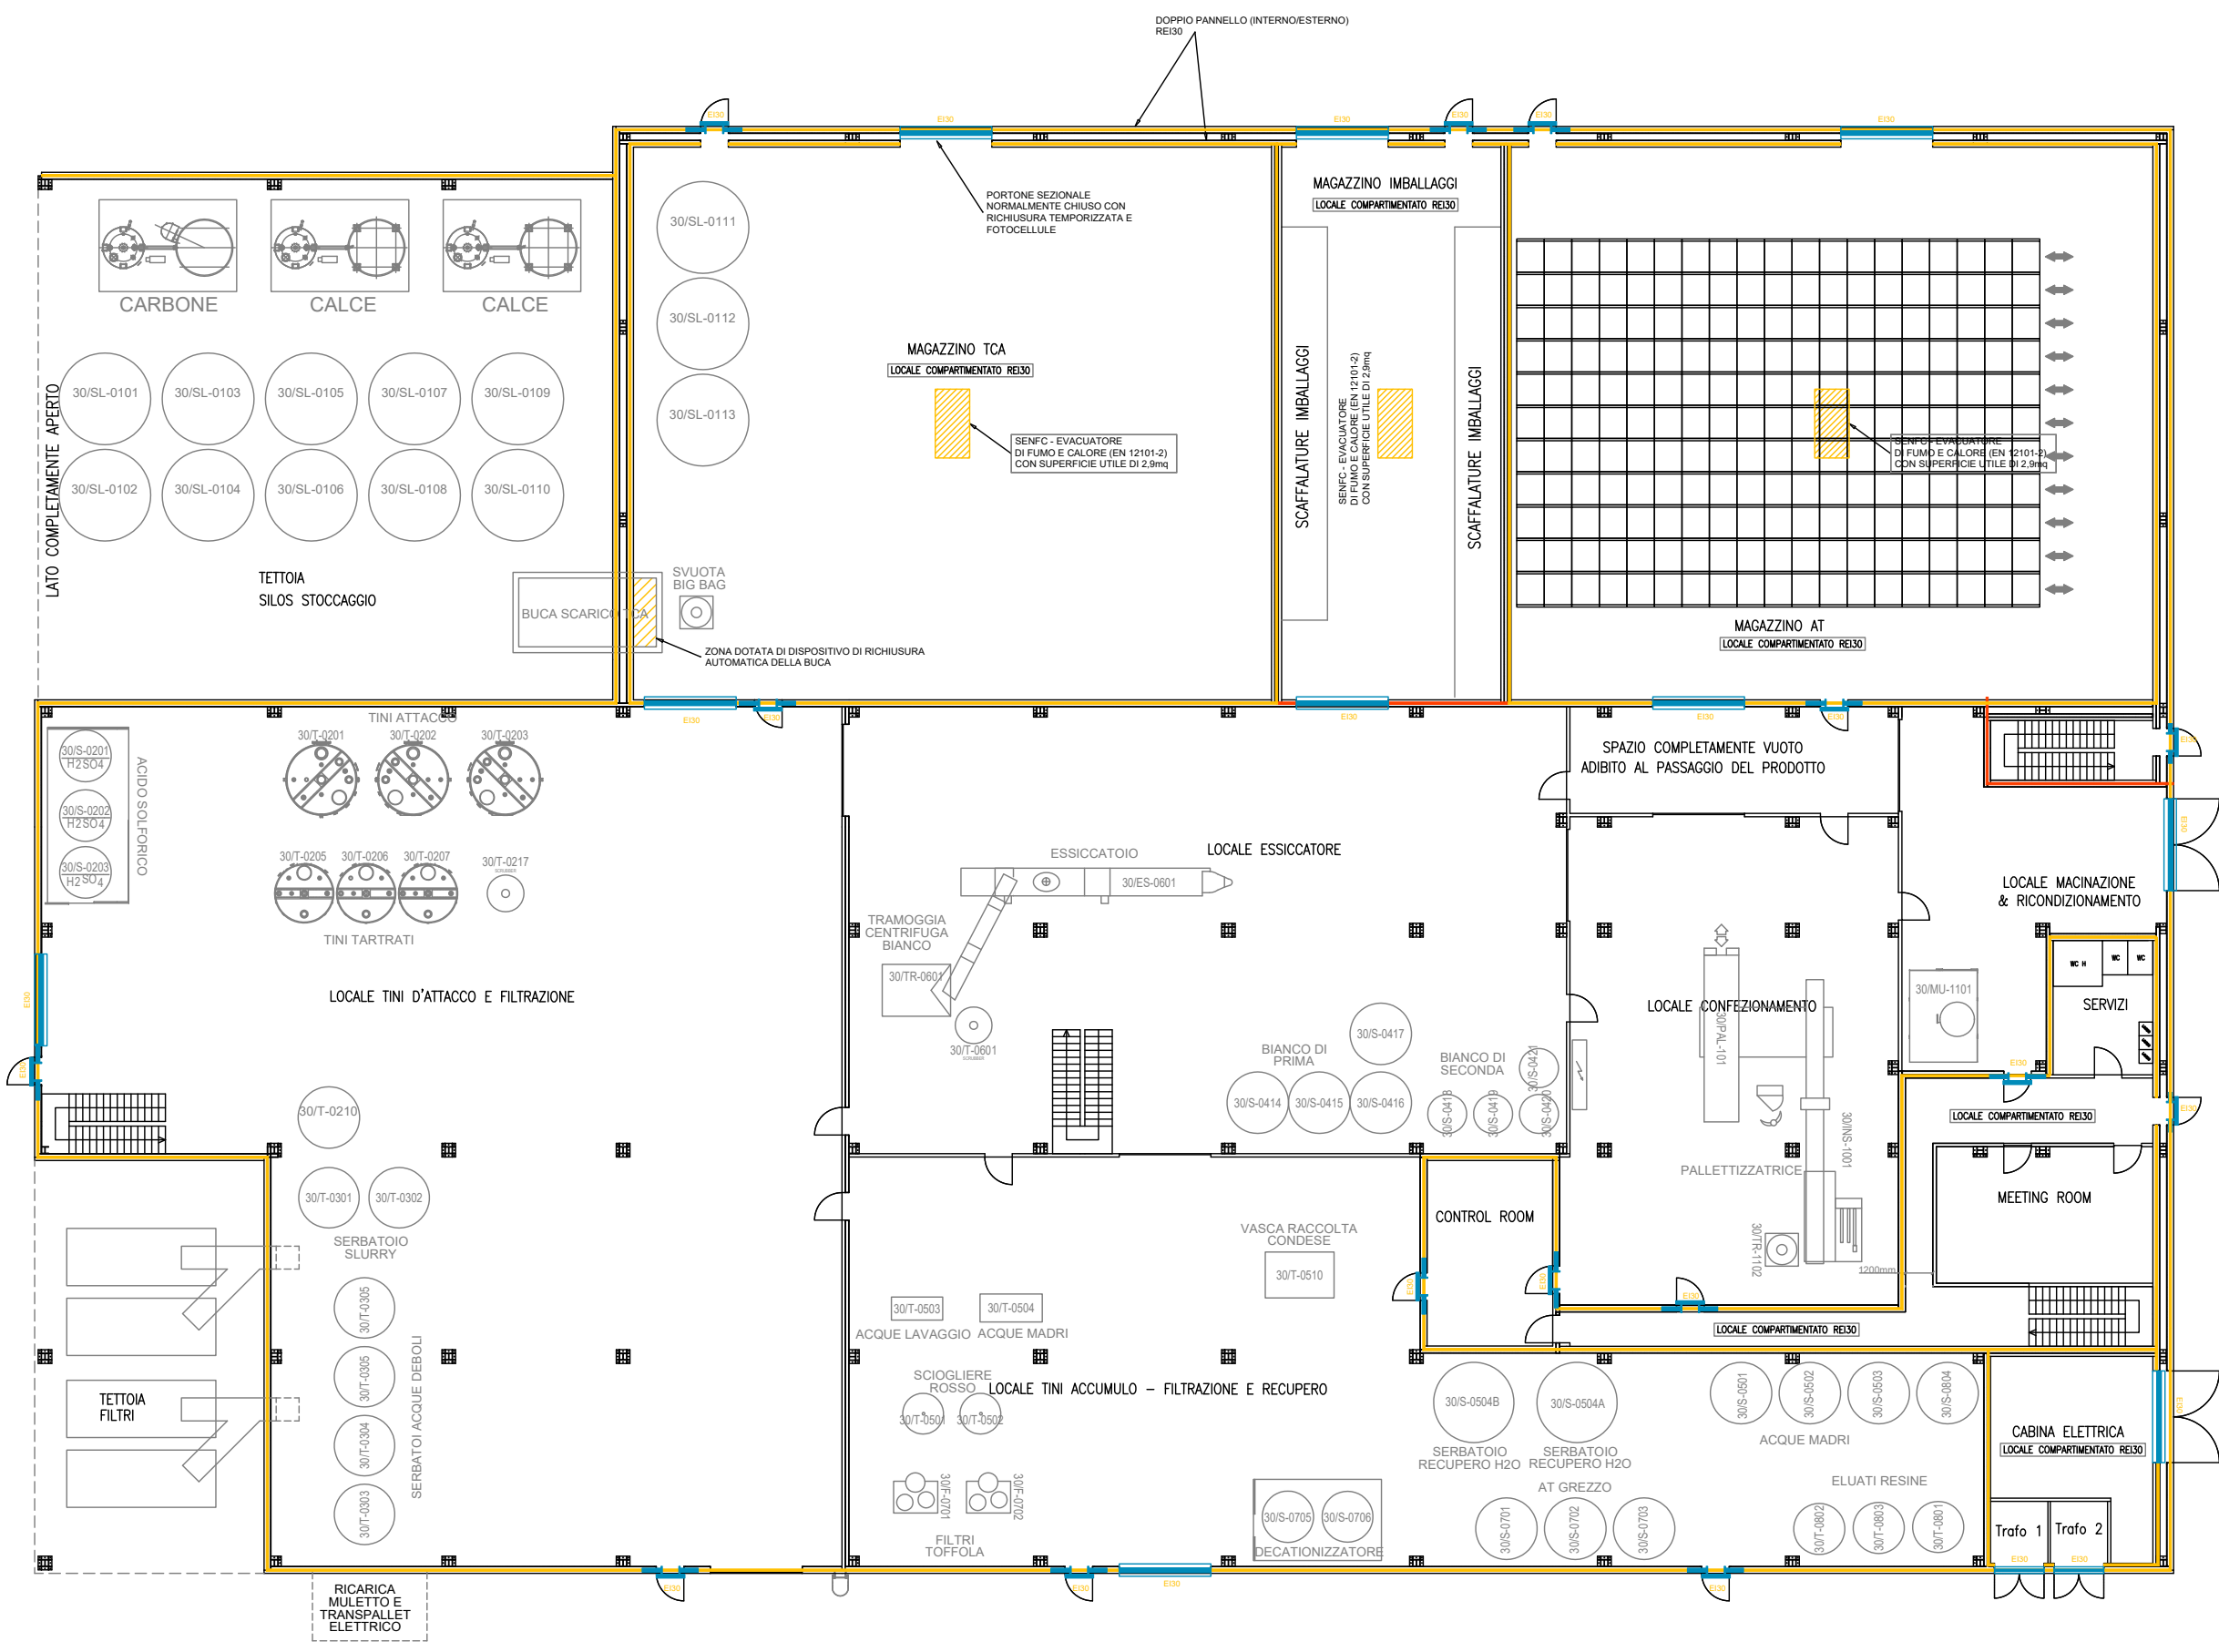 DOPPIO PANNELLO (INTERNO/ESTERNO)
REI30
EI30
EI30
EI30
EI30
EI30
EI30
PORTONE SEZIONALE
NORMALMENTE CHIUSO CON
RICHIUSURA TEMPORIZZATA E
FOTOCELLULE
MAGAZZINO IMBALLAGGI
LOCALE COMPARTIMENTATO REI30
CARBONE
CALCE
CALCE
30/SL-0111
30/SL-0112
30/SL-0113
MAGAZZINO TCA
LOCALE COMPARTIMENTATO REI30
SENFC - EVACUATORE
DI FUMO E CALORE (EN 12101-2)
CON SUPERFICIE UTILE DI 2,9mq
SCAFFALATURE IMBALLAGGI
SENFC - EVACUATORE
DI FUMO E CALORE (EN 12101-2)
CON SUPERFICIE UTILE DI 2,9mq
SCAFFALATURE IMBALLAGGI
SENFC - EVACUATORE
DI FUMO E CALORE (EN 12101-2)
CON SUPERFICIE UTILE DI 2,9mq
LATO COMPLETAMENTE APERTO
30/SL-0101
30/SL-0103
30/SL-0105
30/SL-0107
30/SL-0109
30/SL-0102
30/SL-0104
30/SL-0106
30/SL-0108
30/SL-0110
TETTOIA
SILOS STOCCAGGIO
BUCA SCARICO TCA
SVUOTA
BIG BAG
ZONA DOTATA DI DISPOSITIVO DI RICHIUSURA
AUTOMATICA DELLA BUCA
MAGAZZINO AT
LOCALE COMPARTIMENTATO REI30
EI30
EI30
EI30
EI30
EI30
EI30
EI30
TINI ATTACCO
30/T-0201
30/T-0202
30/T-0203
30/S-0201
H2SO4
30/S-0202
H2SO4
30/S-0203
H2SO4
ACIDO SOLFORICO
30/T-0205
30/T-0206
30/T-0207
30/T-0217
SCRUBBER
TINI TARTRATI
LOCALE TINI D'ATTACCO E FILTRAZIONE
EI30
EI30
SPAZIO COMPLETAMENTE VUOTO
ADIBITO AL PASSAGGIO DEL PRODOTTO
ESSICCATOIO
LOCALE ESSICCATORE
30/ES-0601
TRAMOGGIA
CENTRIFUGA
BIANCO
30/TR-0601
30/T-0601
SCRUBBER
LOCALE MACINAZIONE
& RICONDIZIONAMENTO
WC H
WC
WC
SERVIZI
30/MU-1101
LOCALE CONFEZIONAMENTO
30/PAL-101
BIANCO DI
PRIMA
30/S-0417
30/S-0414
30/S-0415
30/S-0416
BIANCO DI
SECONDA
30/S-0421
30/S-0418
30/S-0419
30/S-0420
EI30
EI30
LOCALE COMPARTIMENTATO REI30
30/INS-1001
PALLETTIZZATRICE
MEETING ROOM
30/TR-1102
1200mm
EI30
LOCALE COMPARTIMENTATO REI30
30/T-0210
30/T-0301
30/T-0302
SERBATOIO
SLURRY
30/T-0305
30/T-0305
30/T-0304
30/T-0303
SERBATOI ACQUE DEBOLI
TETTOIA
FILTRI
RICARICA
MULETTO E
TRANSPALLET
ELETTRICO
CONTROL ROOM
EI30
EI30
VASCA RACCOLTA
CONDESE
30/T-0510
30/T-0503
30/T-0504
ACQUE LAVAGGIO
ACQUE MADRI
SCIOGLIERE
ROSSO
30/T-0501
30/T-0502
LOCALE TINI ACCUMULO – FILTRAZIONE E RECUPERO
30/F-0701
30/F-0702
FILTRI
TOFFOLA
30/S-0705
30/S-0706
DECATIONIZZATORE
30/S-0504B
30/S-0504A
SERBATOIO
RECUPERO H2O
SERBATOIO
RECUPERO H2O
AT GREZZO
30/S-0701
30/S-0702
30/S-0703
30/S-0501
30/S-0502
30/S-0503
30/S-0804
ACQUE MADRI
ELUATI RESINE
30/T-0802
30/T-0803
30/T-0801
CABINA ELETTRICA
LOCALE COMPARTIMENTATO REI30
EI30
Trafo 1
Trafo 2
EI30
EI30
EI30
EI30
EI30
EI30